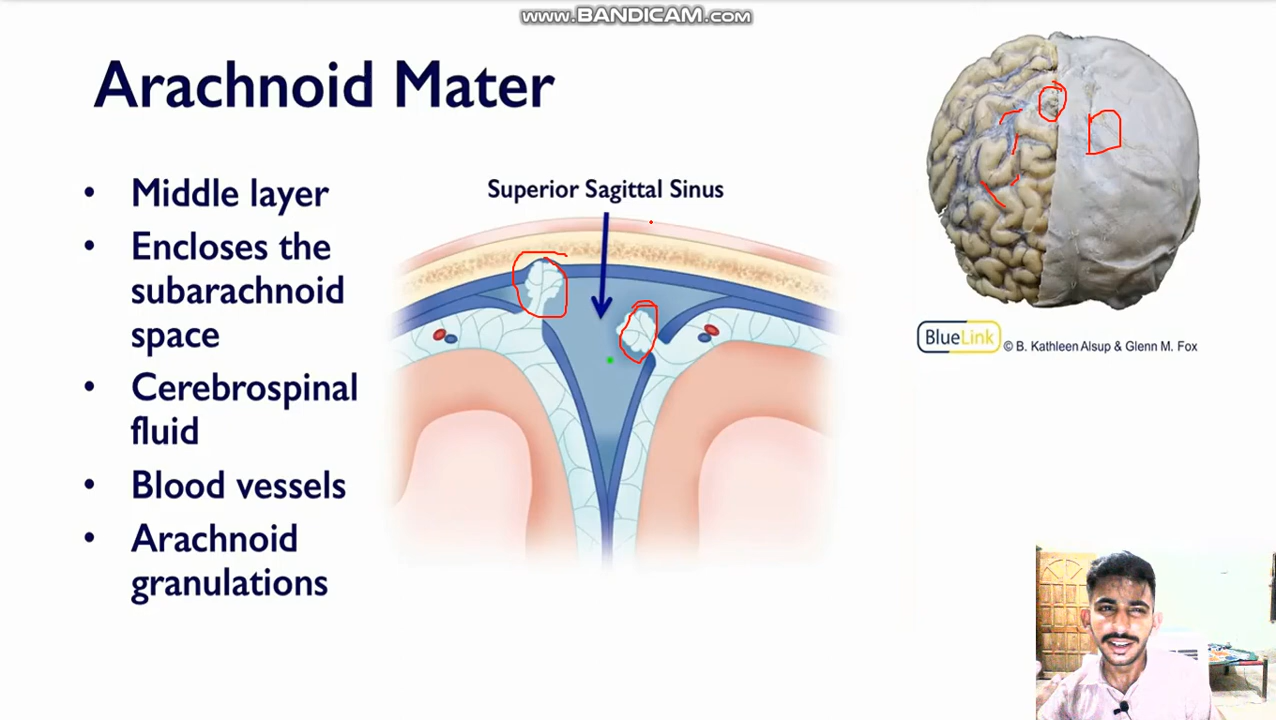 www.BANDICAM.com
Arachnoid Mater
• Middle layer
• Encloses the
subarachnoid
space
• Cerebrospinal
fluid
• Blood vessels
• Arachnoid
granulations
Superior Sagittal Sinus
BlueLink © B. Kathleen Alsup & Glenn M. Fox